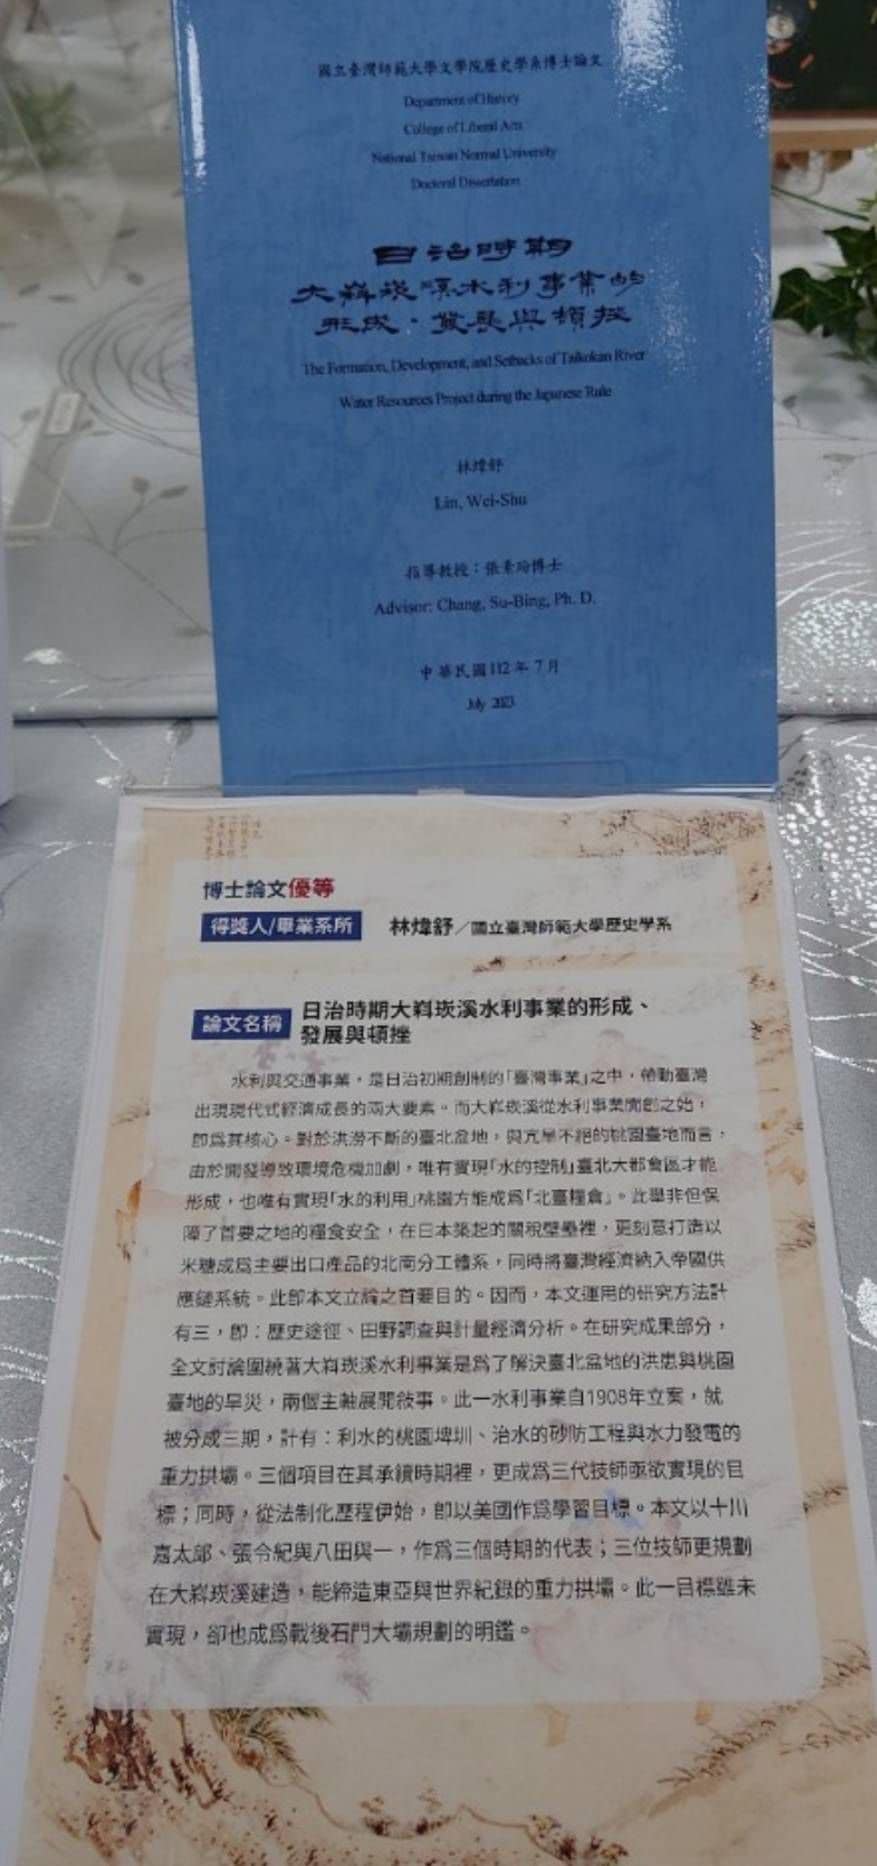 國立臺灣師範大學文學院歷史學系博士論文
Department of History
College of Liberal Arts
National Taiwan Normal University
Doctoral Dissertation
日治時期
大嵙崁溪水利事業的
形成、發展與頓挫
The Formation, Development, and Setbacks of Taikokan River
Water Resources Project during the Japanese Rule
林煒舒
Lin, Wei-Shu
指導教授：張素玢博士
Advisor: Chang, Su-Bing, Ph. D.
中華民國112年7月
July 2023
博士論文優等
得獎人/畢業系所 林煒舒／國立臺灣師範大學歷史學系
論文名稱 日治時期大嵙崁溪水利事業的形成、
發展與頓挫
水利與交通事業，是日治初期創制的「臺灣事業」之中，帶動臺灣
出現現代式經濟成長的兩大要素。而大嵙崁溪從水利事業開創之始，
即為其核心。對於洪澇不斷的臺北盆地，與亢旱不絕的桃園臺地而言，
由於開發導致環境危機加劇，唯有實現「水的控制」臺北大都會區才能
形成，也唯有實現「水的利用」桃園方能成為「北臺糧倉」。此舉非但保
障了首要之地的糧食安全，在日本築起的關稅壁壘裡，更刻意打造以
米糖成為主要出口產品的北南分工體系，同時將臺灣經濟納入帝國供
應鏈系統。此即本文立論之首要目的。因而，本文運用的研究方法計
有三，即：歷史途徑、田野調查與計量經濟分析。在研究成果部分，
全文討論圍繞著大嵙崁溪水利事業是為了解決臺北盆地的洪患與桃園
臺地的旱災，兩個主軸展開敘事。此一水利事業自1908年立案，就
被分成三期，計有：利水的桃園埤圳、治水的砂防工程與水力發電的
重力拱壩。三個項目在其承續時期裡，更成為三代技師亟欲實現的目
標；同時，從法制化歷程伊始，即以美國作為學習目標。本文以十川
嘉太郎、張令紀與八田與一，作為三個時期的代表；三位技師更規劃
在大嵙崁溪建造，能締造東亞與世界紀錄的重力拱壩。此一目標雖未
實現，卻也成為戰後石門大壩規劃的明鑑。